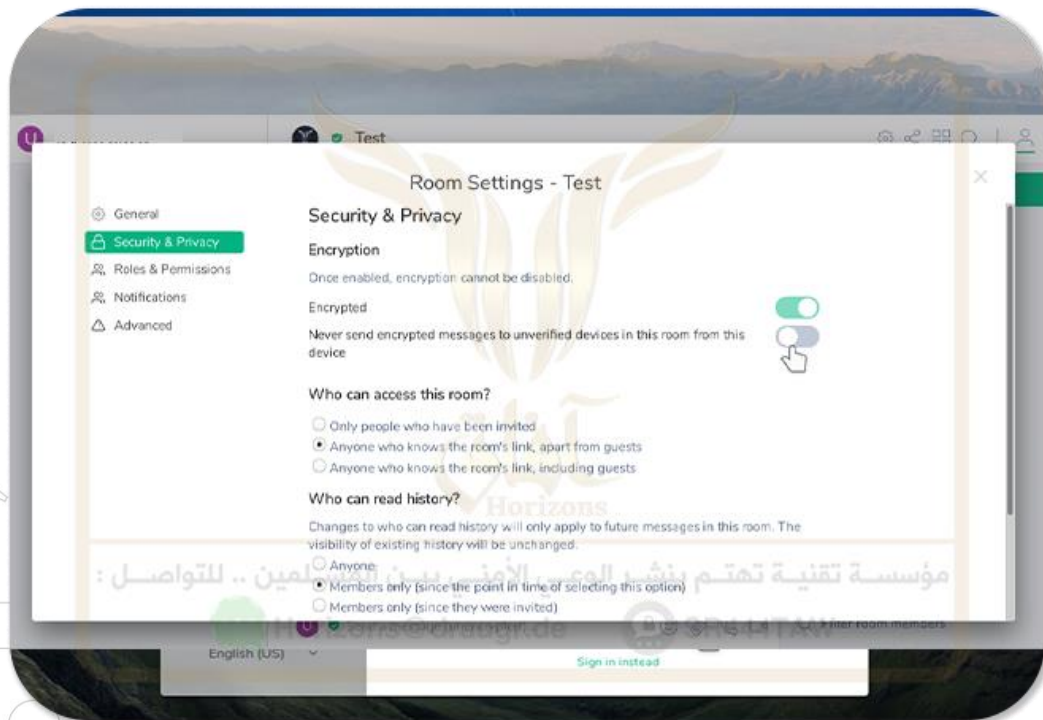 Test
Room Settings - Test
General
Security & Privacy
Roles & Permissions
Notifications
Advanced
Security & Privacy
Encryption
Once enabled, encryption cannot be disabled.
Encrypted
Never send encrypted messages to unverified devices in this room from this
device
Who can access this room?
Only people who have been invited
Anyone who knows the room's link, apart from guests
Anyone who knows the room's link, including guests
آفاق
Horizons
Who can read history?
Changes to who can read history will only apply to future messages in this room. The
visibility of existing history will be unchanged.
Anyone
Members only (since the point in time of selecting this option)
Members only (since they were invited)
مؤسسة تقنية تهتم بنشر الوعي الأمني بين المسلمين .. للتواصل :
Filter room members
English (US)
Sign in instead